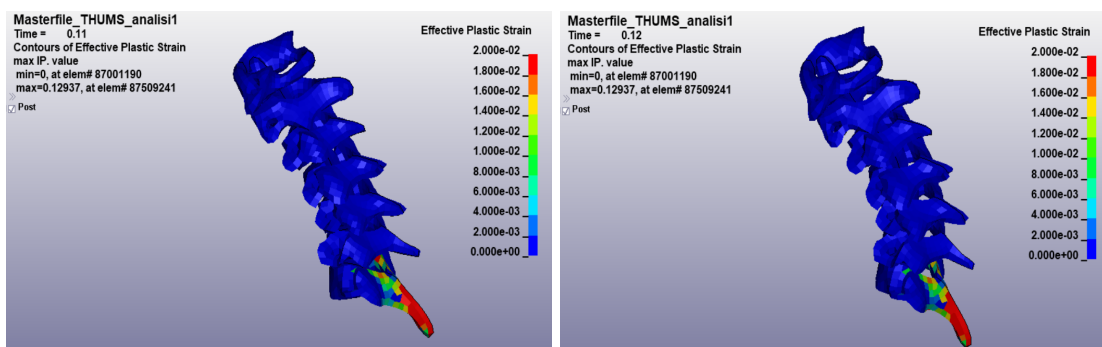 Masterfile_THUMS_analisi1
Time = 0.11
Contours of Effective Plastic Strain
max IP. value
min=0, at elem# 87001190
max=0.12937, at elem# 87509241
Post
Effective Plastic Strain
2.000e-02
1.800e-02
1.600e-02
1.400e-02
1.200e-02
1.000e-02
8.000e-03
6.000e-03
4.000e-03
2.000e-03
0.000e+00
Masterfile_THUMS_analisi1
Time = 0.12
Contours of Effective Plastic Strain
max IP. value
min=0, at elem# 87001190
max=0.12937, at elem# 87509241
Post
Effective Plastic Strain
2.000e-02
1.800e-02
1.600e-02
1.400e-02
1.200e-02
1.000e-02
8.000e-03
6.000e-03
4.000e-03
2.000e-03
0.000e+00